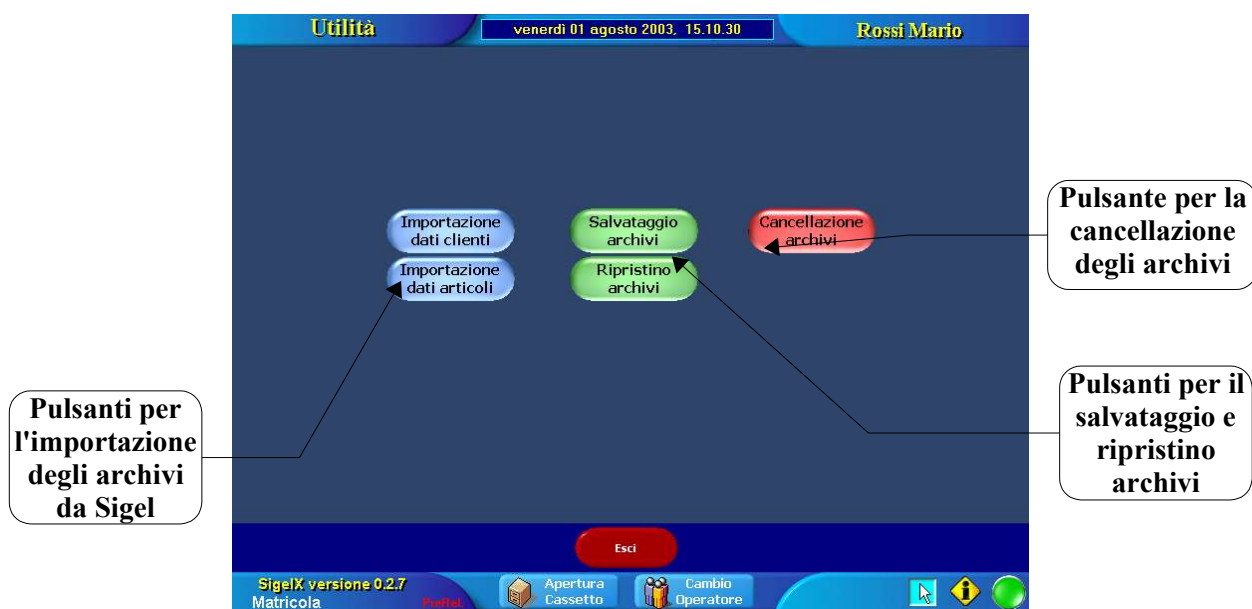 Utilità
venerdì 01 agosto 2003, 15.10.30
Rossi Mario
Importazione
dati clienti
Salvataggio
archivi
Cancellazione
archivi
Importazione
dati articoli
Ripristino
archivi
Pulsante per la
cancellazione
degli archivi
Pulsanti per il
salvataggio e
ripristino
archivi
Pulsanti per
l'importazione
degli archivi
da Sigel
Esci
SigelX versione 0.2.7
Matricola
Apertura
Cassetto
Cambio
Operatore